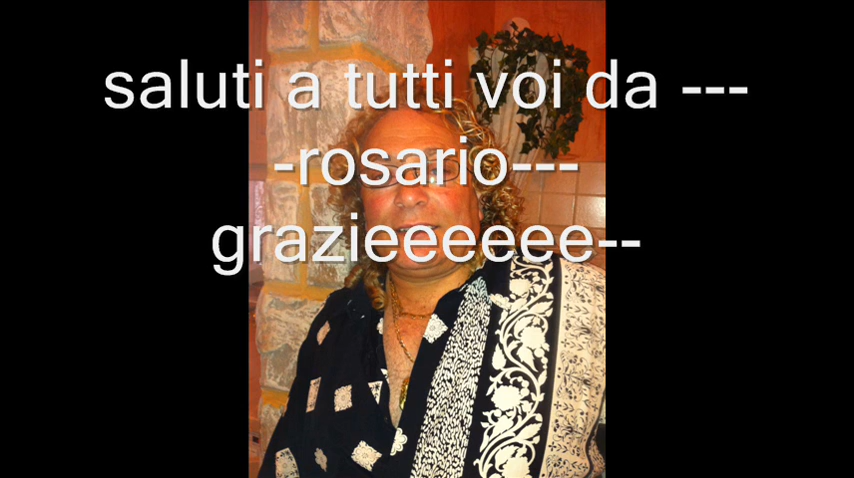 saluti a tutti voi da ---
-rosario---
grazieeeeeee--